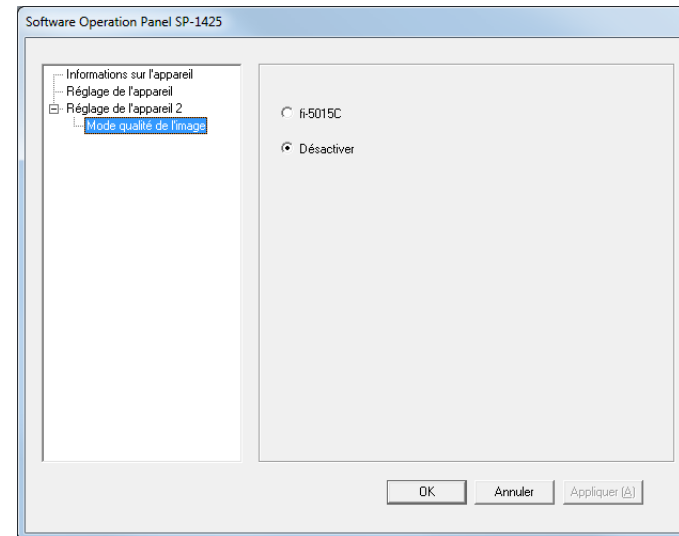 Software Operation Panel SP-1425
Informations sur l'appareil
Réglage de l'appareil
Réglage de l'appareil 2
Mode qualité de l'image
fi-5015C
Désactiver
OK
Annuler
Appliquer (A)